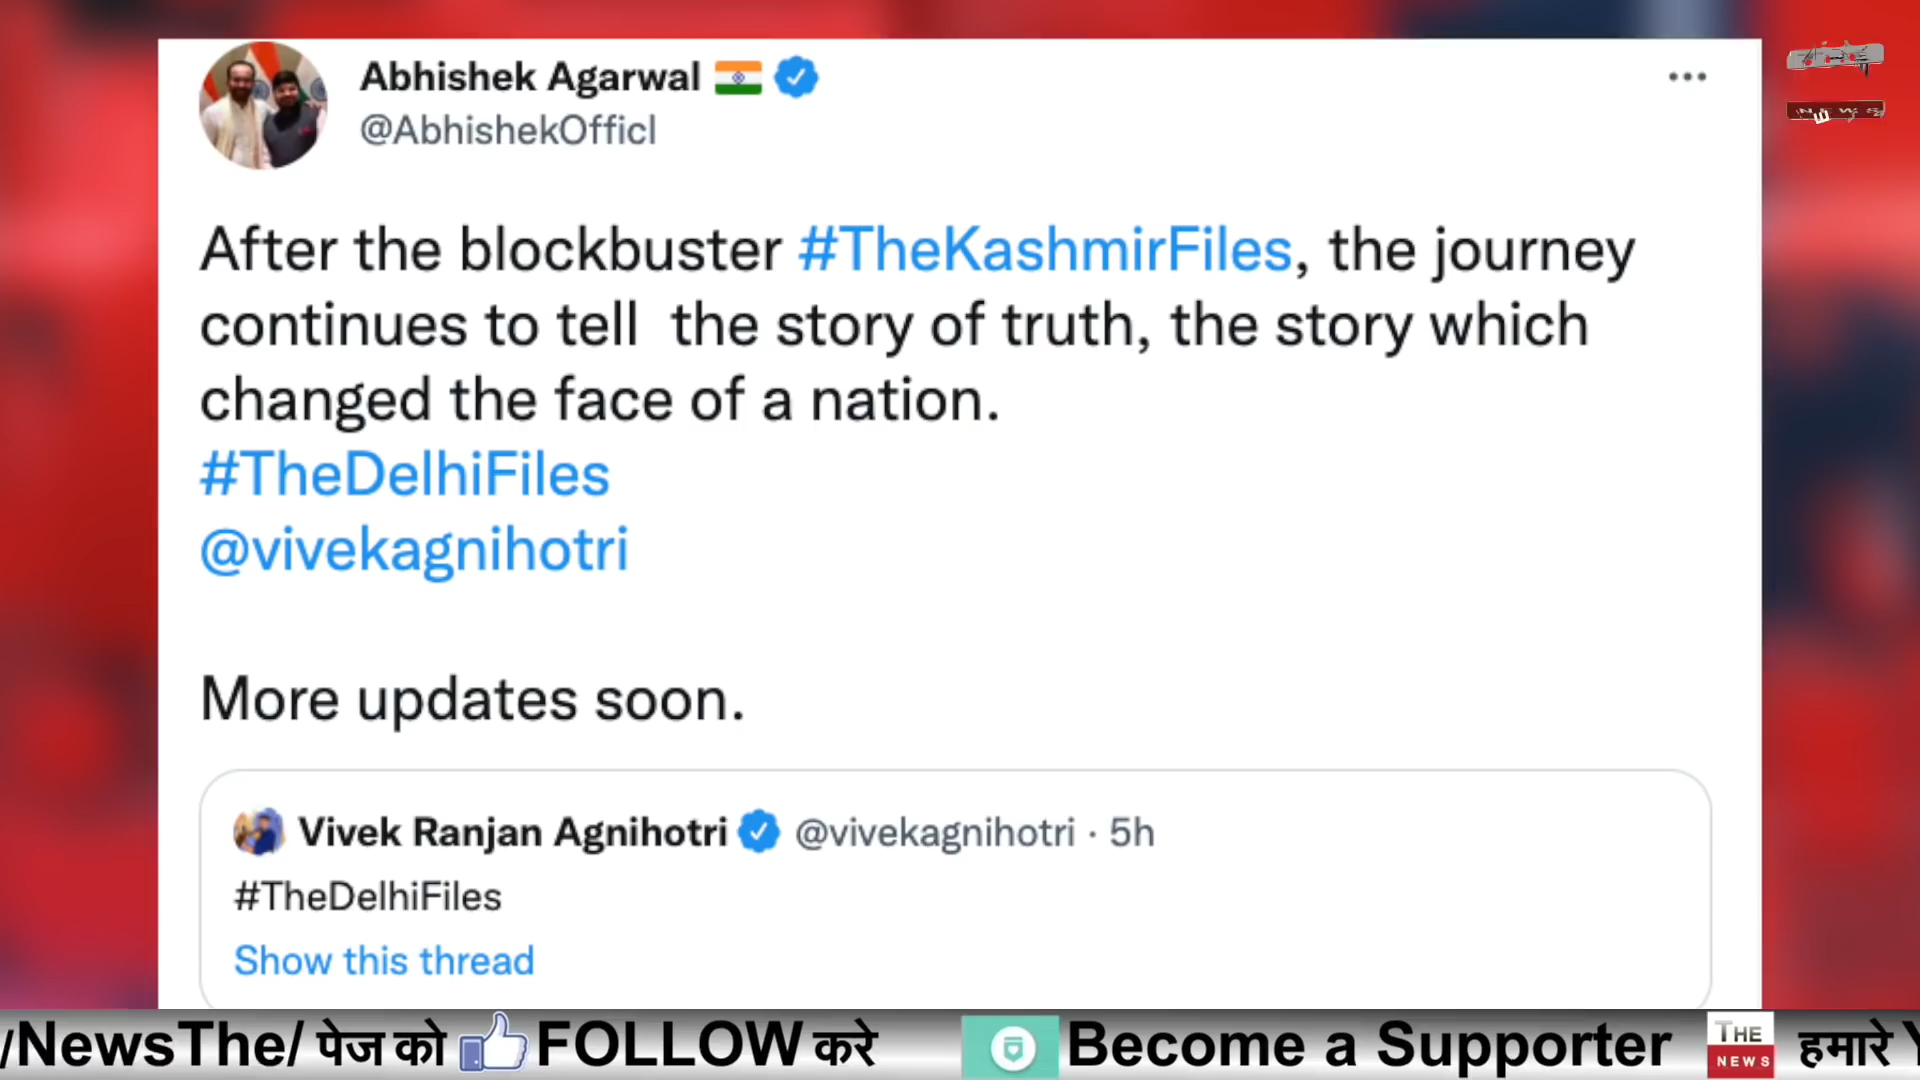 Abhishek Agarwal
@AbhishekOfficl
After the blockbuster #TheKashmirFiles, the journey
continues to tell  the story of truth, the story which
changed the face of a nation.
#TheDelhiFiles
@vivekagnihotri
More updates soon.
Vivek Ranjan Agnihotri @vivekagnihotri · 5h
#TheDelhiFiles
Show this thread
/NewsThe/ पेज को FOLLOW करे Become a Supporter THE NEWS हमारे